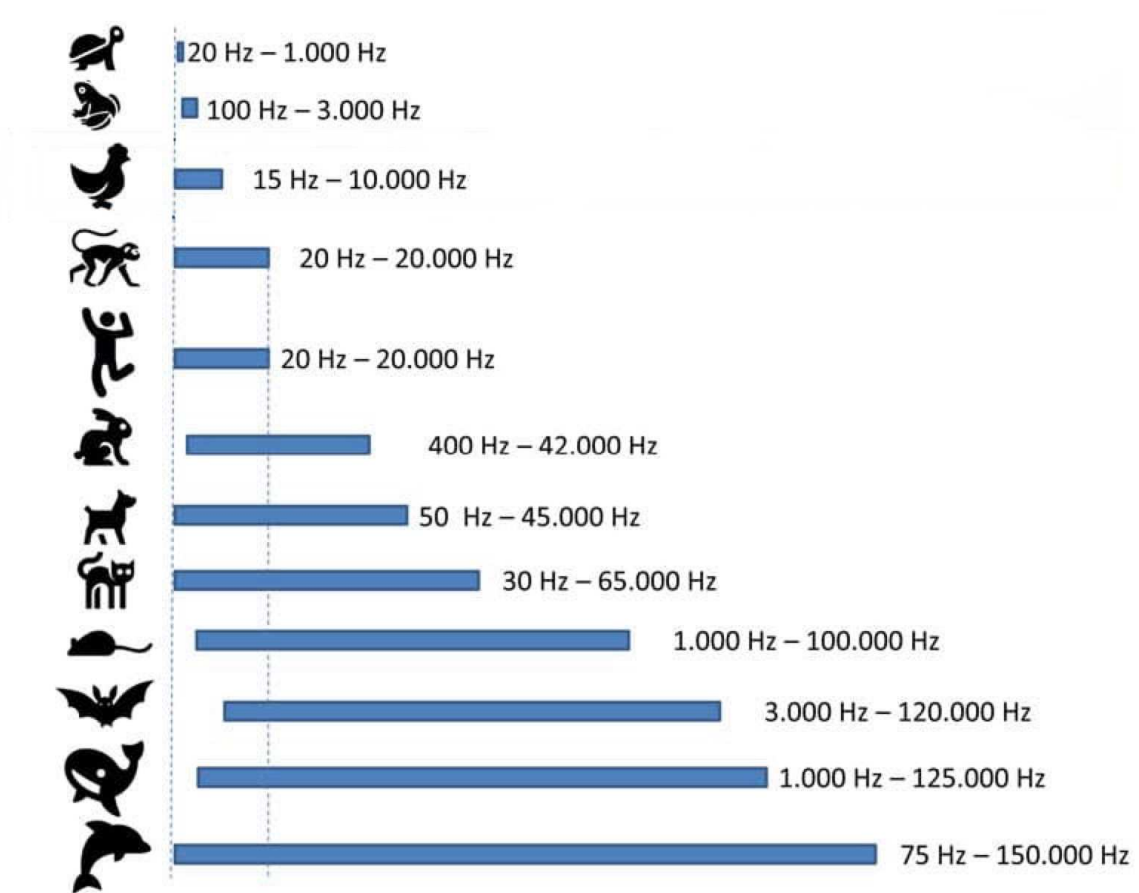 20 Hz – 1.000 Hz
100 Hz – 3.000 Hz
15 Hz – 10.000 Hz
20 Hz – 20.000 Hz
20 Hz – 20.000 Hz
400 Hz – 42.000 Hz
50  Hz – 45.000 Hz
30 Hz – 65.000 Hz
1.000 Hz – 100.000 Hz
3.000 Hz – 120.000 Hz
1.000 Hz – 125.000 Hz
75 Hz – 150.000 Hz